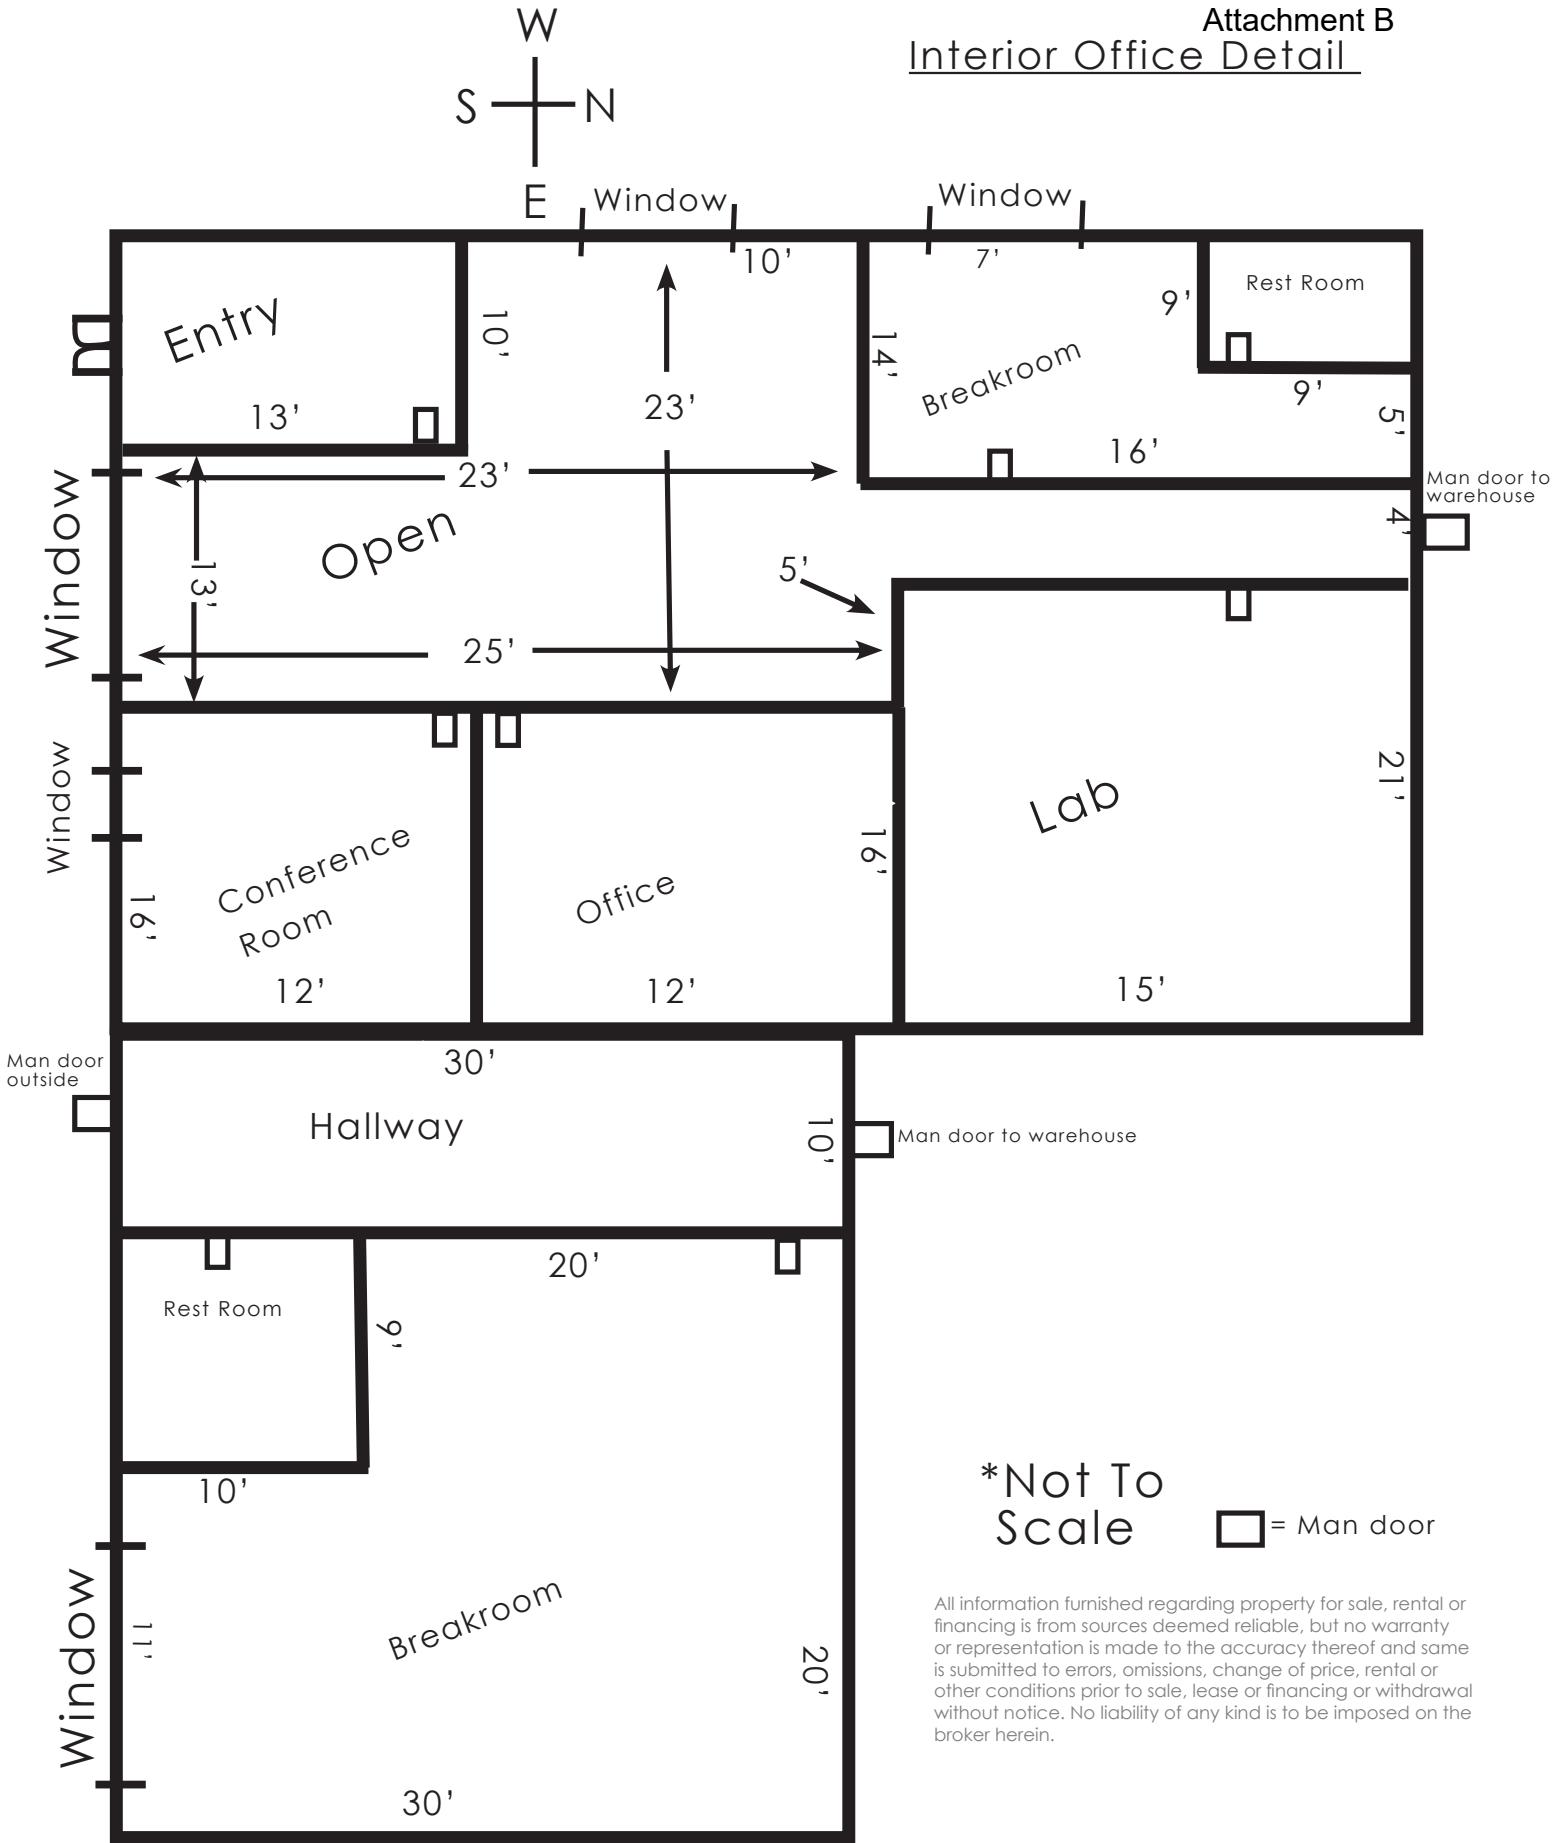 Attachment B
Interior Office Detail
W
S
N
E
Window
Window
10’
7’
Rest Room
9’
Entry
10’
14’
Breakroom
23’
9’
5’
13’
16’
23’
Man door to
warehouse
4’
Window
Open
13’
5’
25’
Window
21’
Lab
16’
Conference
Room
16’
Office
12’
12’
15’
Man door
outside
30’
Hallway
10’
Man door to warehouse
20’
Rest Room
9’
10’
*Not To
Scale
= Man door
Window
11’
Breakroom
20’
30’
All information furnished regarding property for sale, rental or
financing is from sources deemed reliable, but no warranty
or representation is made to the accuracy thereof and same
is submitted to errors, omissions, change of price, rental or
other conditions prior to sale, lease or financing or withdrawal
without notice. No liability of any kind is to be imposed on the
broker herein.